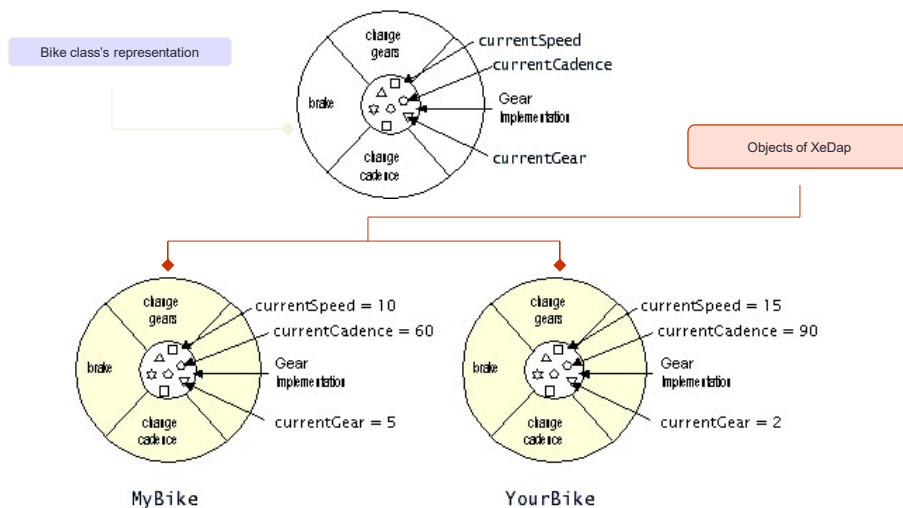 Bike class's representation
change
gears
currentSpeed
currentCadence
brake
Gear
Implementation
change
cadence
currentGear
Objects of XeDap
change
gears
currentSpeed = 10
currentCadence = 60
brake
Gear
Implementation
change
cadence
currentGear = 5
MyBike
change
gears
currentSpeed = 15
currentCadence = 90
brake
Gear
Implementation
change
cadence
currentGear = 2
YourBike